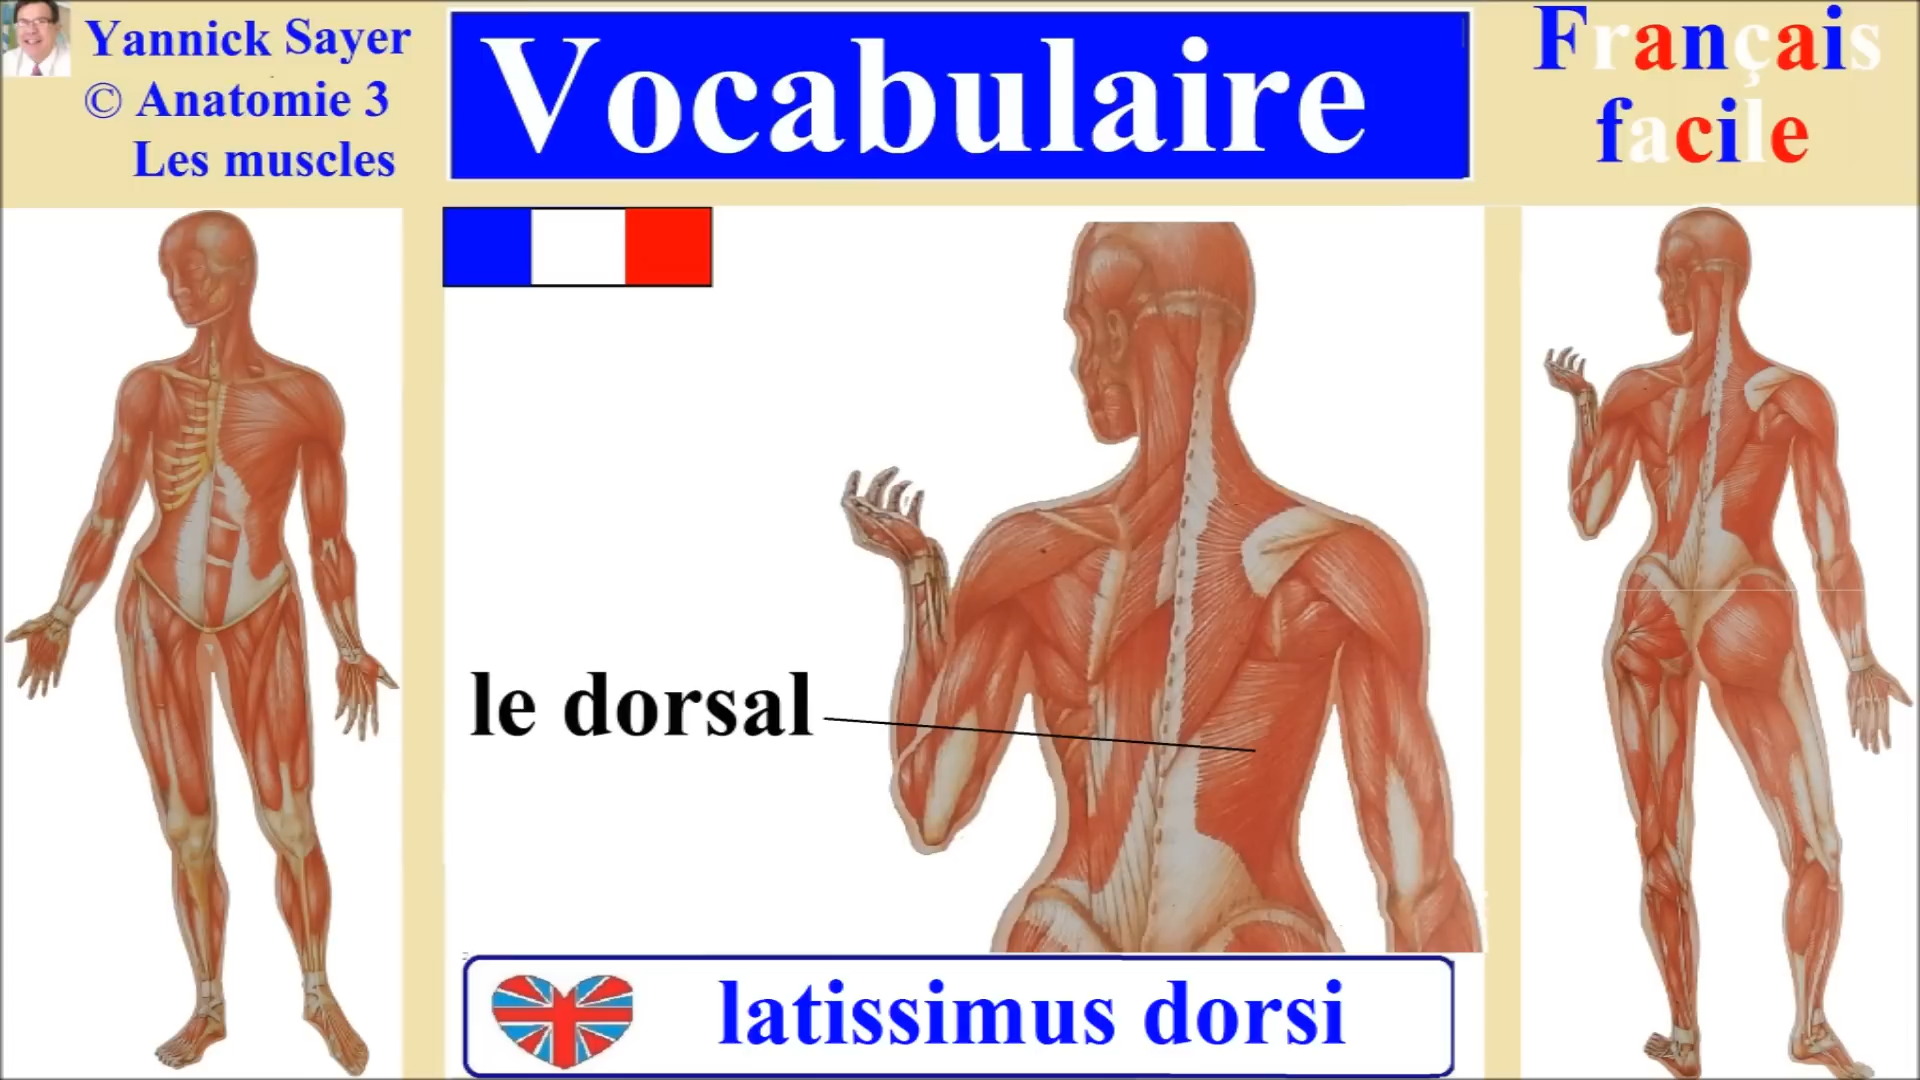 Yannick Sayer
© Anatomie 3
Les muscles
Vocabulaire
Français
facile
le dorsal
latissimus dorsi